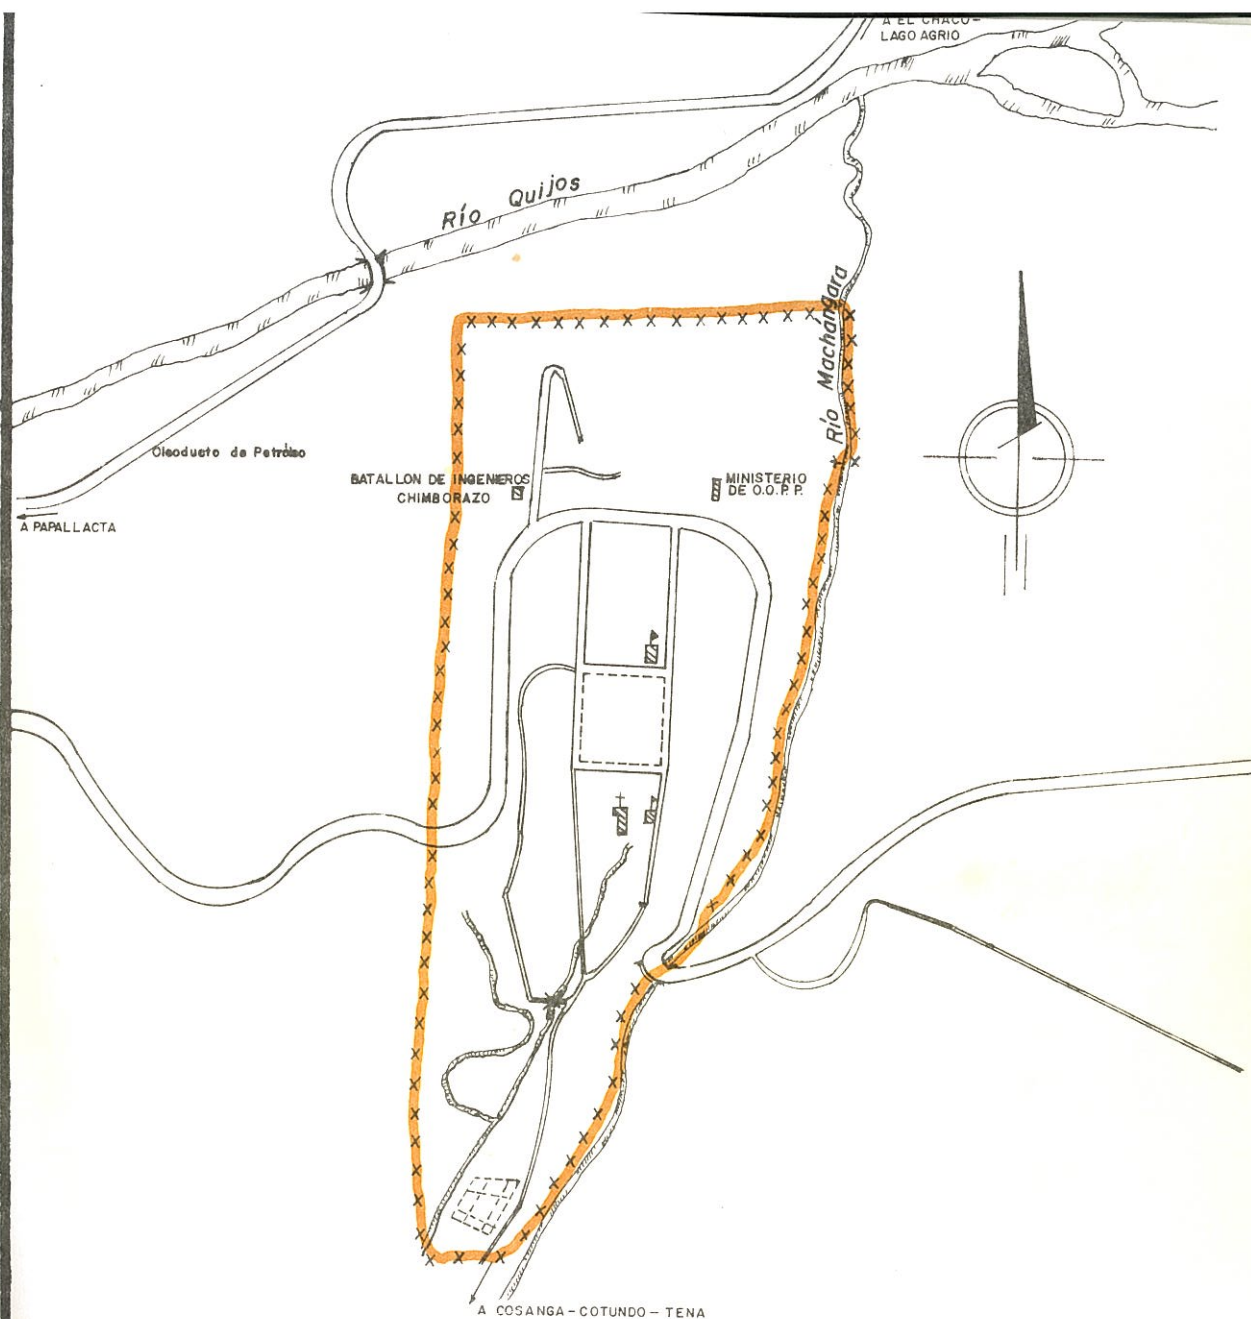 A EL CHACO-
LAGO AGRIO
Río Quijos
Río Machángara
Oleoducto de Petróleo
BATALLON DE INGENIEROS
CHIMBORAZO
MINISTERIO
DE O.O.P.P.
A PAPALLACTA
A COSANGA-COTUNDO-TENA